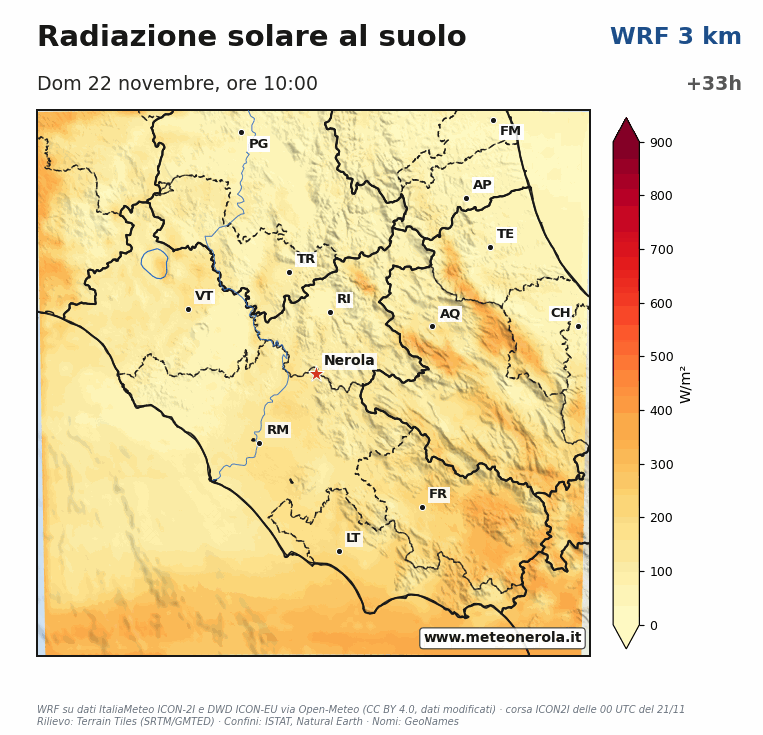 Radiazione solare al suolo
WRF 3 km
Dom 22 novembre, ore 10:00
+33h
FM
PG
AP
TE
TR
VT
RI
AQ
CH
Nerola
RM
FR
LT
www.meteonerola.it
900
800
700
600
500
400
300
200
100
0
W/m²
WRF su dati ItaliaMeteo ICON-2I e DWD ICON-EU via Open-Meteo (CC BY 4.0, dati modificati) · corsa ICON2I delle 00 UTC del 21/11
Rilievo: Terrain Tiles (SRTM/GMTED) · Confini: ISTAT, Natural Earth · Nomi: GeoNames